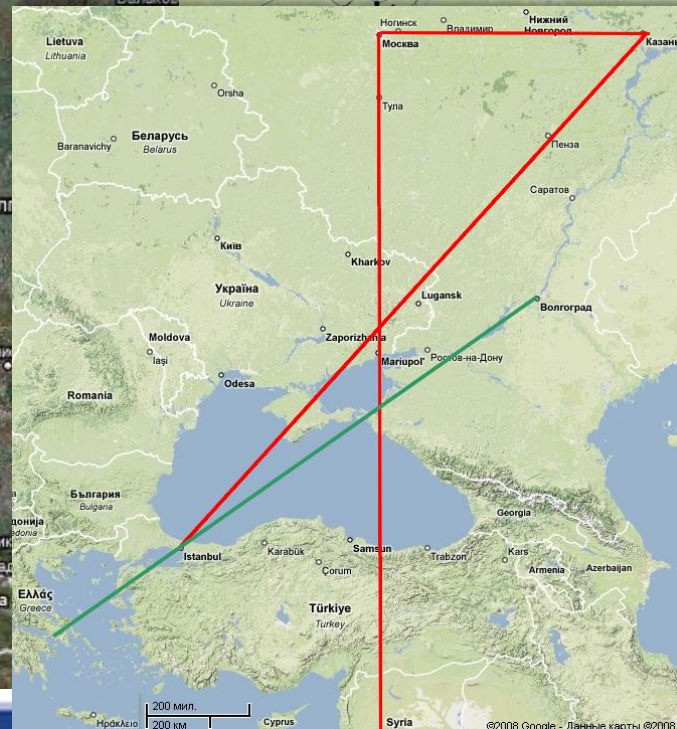 Lietuva
Lithuania
Ногинск
Москва
Владимир
Нижний
Новгород
Казань
Orsha
Тула
Беларусь
Belarus
Baranavichy
Пенза
Саратов
Київ
Kharkov
Україна
Ukraine
Lugansk
Волгоград
Moldova
Zaporizhzhia
Iaşi
Mariupol'
Ростов-на-Дону
Odesa
Romania
България
Bulgaria
Georgia
Istanbul
Karabük
Samsun
Trabzon
Kars
Çorum
Armenia
Azerbaijan
Ελλάς
Greece
Türkiye
Turkey
200 мил.
200 км
Ηράκλειο
Cyprus
Syria
©2008 Google - Данные карты ©2008